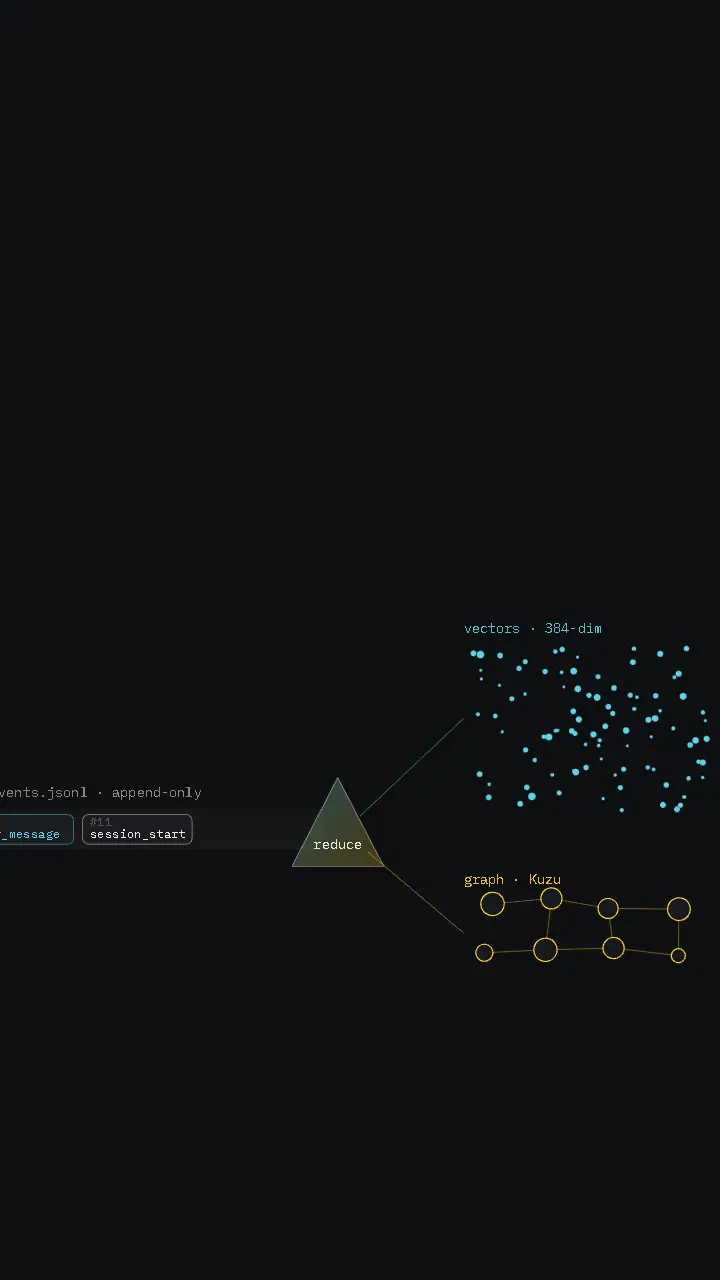 vectors · 384-dim
vents.jsonl · append-only
#11
_message
session_start
reduce
graph · Kuzu